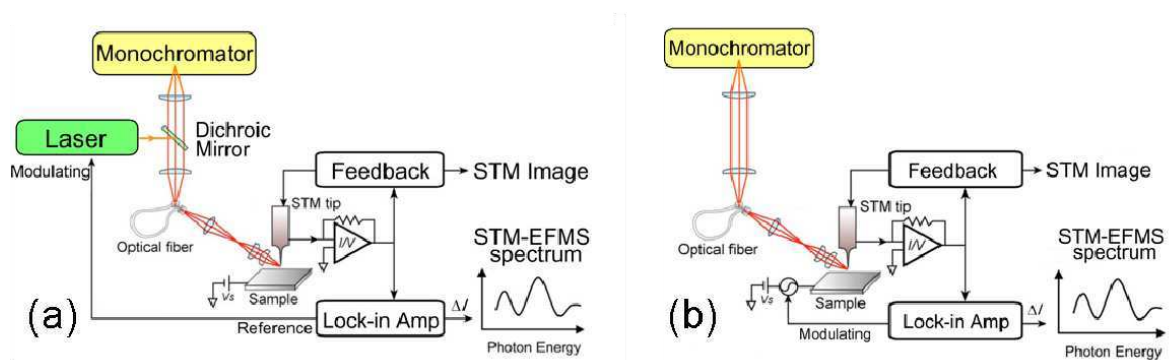 Monochromator
Laser
Dichroic
Mirror
Modulating
Feedback
STM Image
STM tip
Optical fiber
I/V
STM-EFMS
spectrum
Vs
Sample
(a)
Reference
Lock-in Amp
ΔI
Photon Energy
Monochromator
Feedback
STM Image
STM tip
Optical fiber
I/V
STM-EFMS
spectrum
Vs
Sample
(b)
Modulating
Lock-in Amp
ΔI
Photon Energy